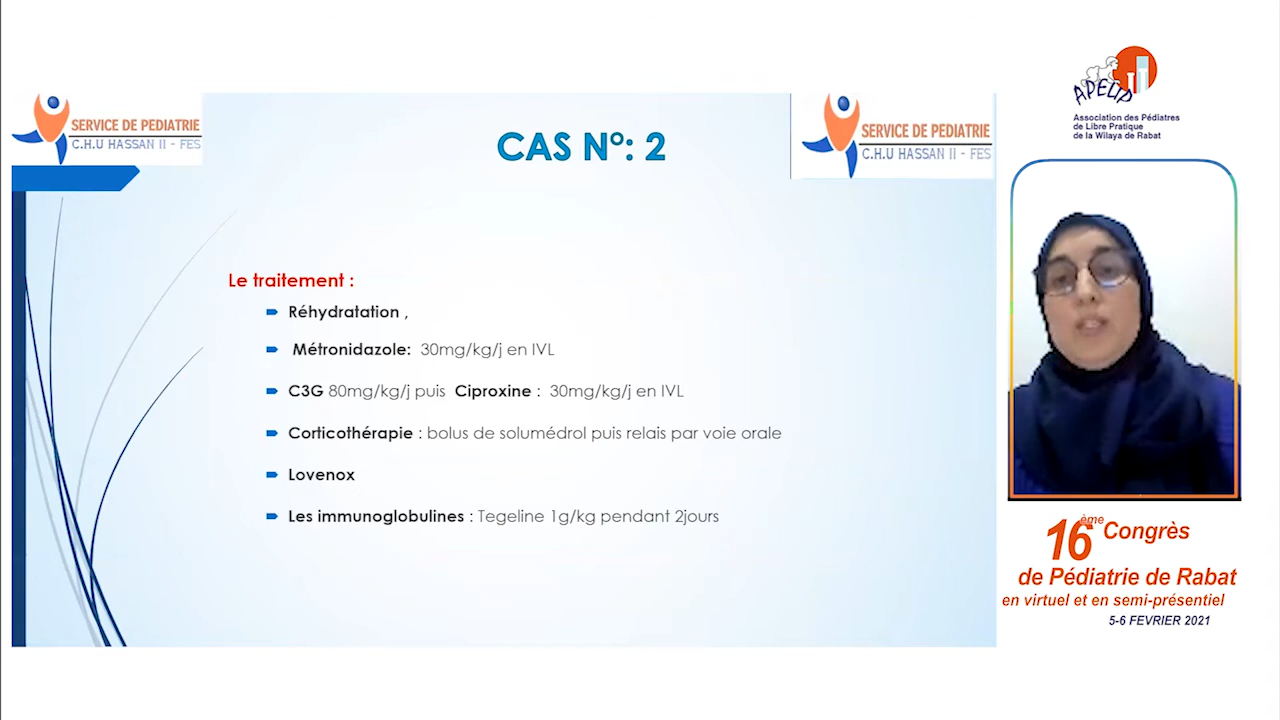 SERVICE DE PEDIATRIE
C.H.U HASSAN II - FES
CAS N°: 2
SERVICE DE PEDIATRIE
C.H.U HASSAN II - FES
Le traitement :
Réhydratation ,
Métronidazole: 30mg/kg/j en IVL
C3G 80mg/kg/j puis Ciproxine : 30mg/kg/j en IVL
Corticothérapie : bolus de solumédrol puis relais par voie orale
Lovenox
Les immunoglobulines : Tegeline 1g/kg pendant 2jours
APELIP
Association des Pédiatres
de Libre Pratique
de la Wilaya de Rabat
16ème Congrès
de Pédiatrie de Rabat
en virtuel et en semi-présentiel
5-6 FEVRIER 2021